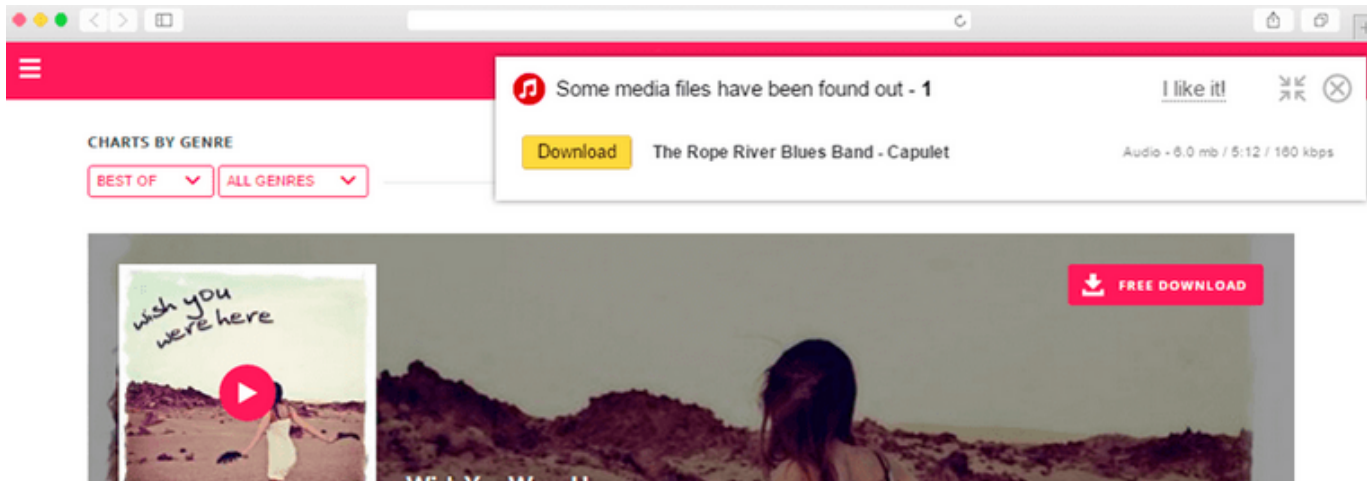 Some media files have been found out - 1
I like it!
Download
The Rope River Blues Band - Capulet
Audio - 6.0 mb / 5:12 / 160 kbps
CHARTS BY GENRE
BEST OF
ALL GENRES
FREE DOWNLOAD
wish you
were here